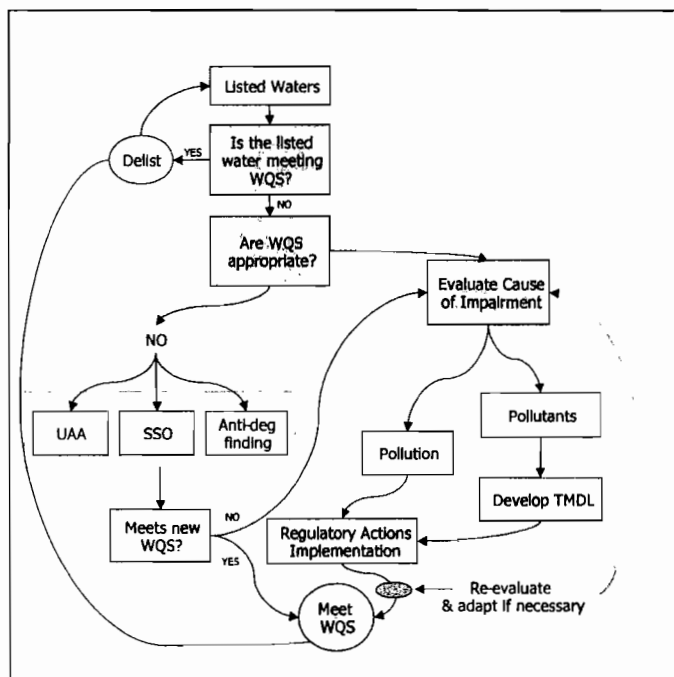 Listed Waters
Is the listed
water meeting
WQS?
YES
Delist
NO
Are WQS
appropriate?
Evaluate Cause
of Impairment
NO
UAA
SSO
Anti-deg
finding
Pollutants
Pollution
Develop TMDL
Meets new
WQS?
NO
YES
Regulatory Actions
Implementation
Re-evaluate
& adapt if necessary
Meet
WQS